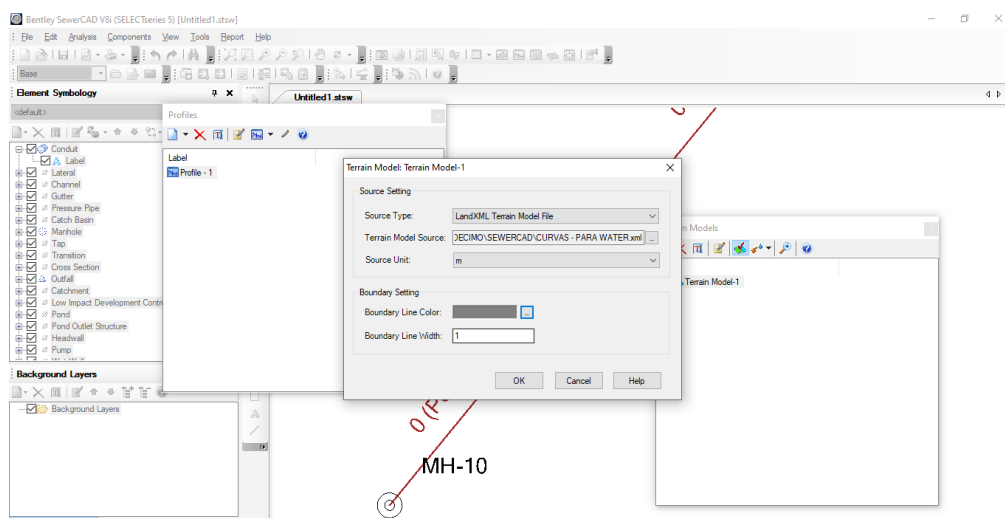 Bentley SewerCAD V8i (SELECTseries 5) [Untitled1.stsw]
File Edit Analysis Components View Tools Report Help
Base
Element Symbology
<default>
Conduit
Label
Lateral
Channel
Gutter
Pressure Pipe
Catch Basin
Manhole
Tap
Transition
Cross Section
Outfall
Catchment
Low Impact Development Contr
Pond
Pond Outlet Structure
Headwall
Pump
Background Layers
Background Layers
Untitled1.stsw
Profiles
Label
Profile - 1
Terrain Model: Terrain Model-1
Source Setting
Source Type: LandXML Terrain Model File
Terrain Model Source: DECIMO\SEWERCAD\CURVAS - PARA WATER.xml ...
Source Unit: m
Boundary Setting
Boundary Line Color: ...
Boundary Line Width: 1
OK Cancel Help
n Models
Terrain Model-1
0 (P
MH-10